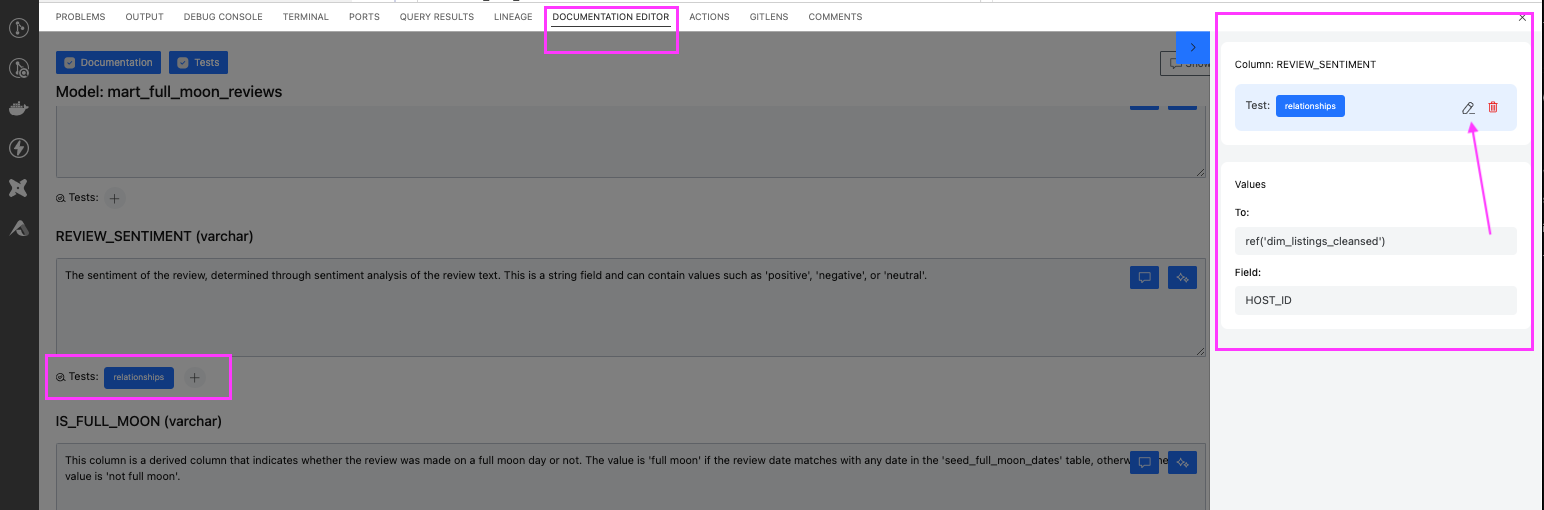 PROBLEMS OUTPUT DEBUG CONSOLE TERMINAL PORTS QUERY RESULTS LINEAGE DOCUMENTATION EDITOR ACTIONS GITLENS COMMENTS
Documentation Tests
Model: mart_full_moon_reviews
Tests:
REVIEW_SENTIMENT (varchar)
The sentiment of the review, determined through sentiment analysis of the review text. This is a string field and can contain values such as 'positive', 'negative', or 'neutral'.
Tests: relationships
IS_FULL_MOON (varchar)
This column is a derived column that indicates whether the review was made on a full moon day or not. The value is 'full moon' if the review date matches with any date in the 'seed_full_moon_dates' table,
value is 'not full moon'.
Column: REVIEW_SENTIMENT
Test: relationships
Values
To:
ref('dim_listings_cleansed')
Field:
HOST_ID